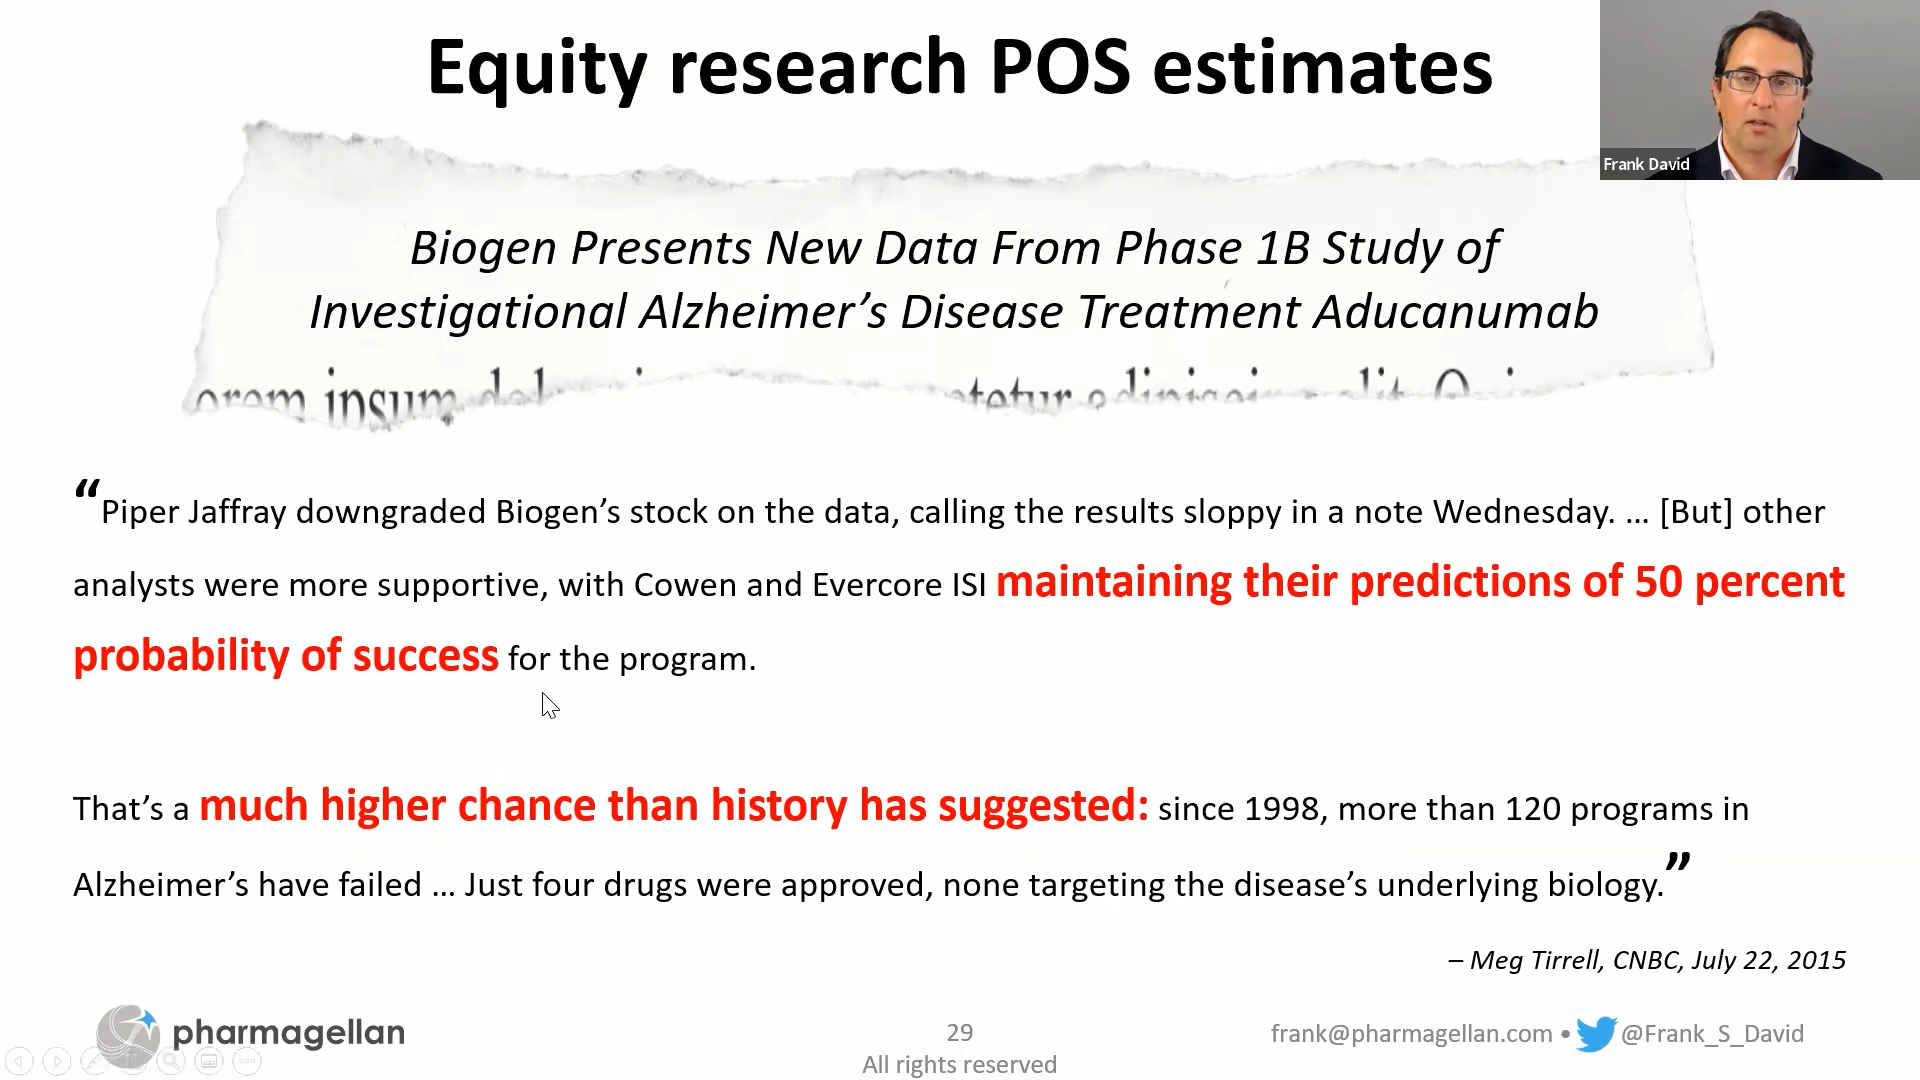 Equity research POS estimates
Frank David
Biogen Presents New Data From Phase 1B Study of
Investigational Alzheimer’s Disease Treatment Aducanumab
orem ipsum
“Piper Jaffray downgraded Biogen’s stock on the data, calling the results sloppy in a note Wednesday. … [But] other
analysts were more supportive, with Cowen and Evercore ISI maintaining their predictions of 50 percent
probability of success for the program.
That’s a much higher chance than history has suggested: since 1998, more than 120 programs in
Alzheimer’s have failed … Just four drugs were approved, none targeting the disease’s underlying biology.”
– Meg Tirrell, CNBC, July 22, 2015
pharmagellan
29
All rights reserved
frank@pharmagellan.com • @Frank_S_David